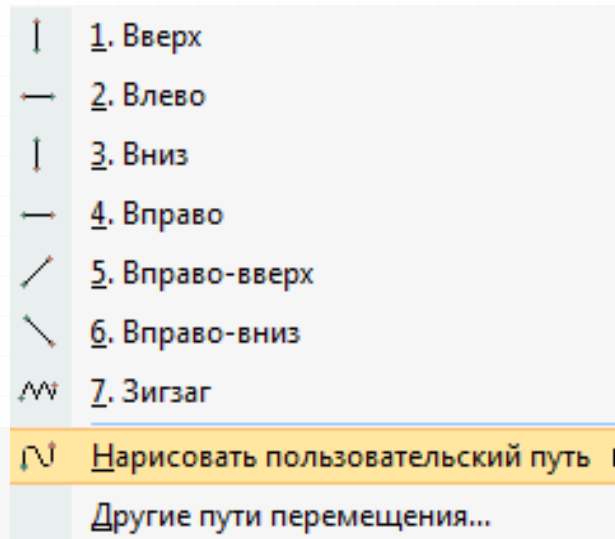 1. Вверх
2. Влево
3. Вниз
4. Вправо
5. Вправо-вверх
6. Вправо-вниз
7. Зигзаг
Нарисовать пользовательский путь
Другие пути перемещения...